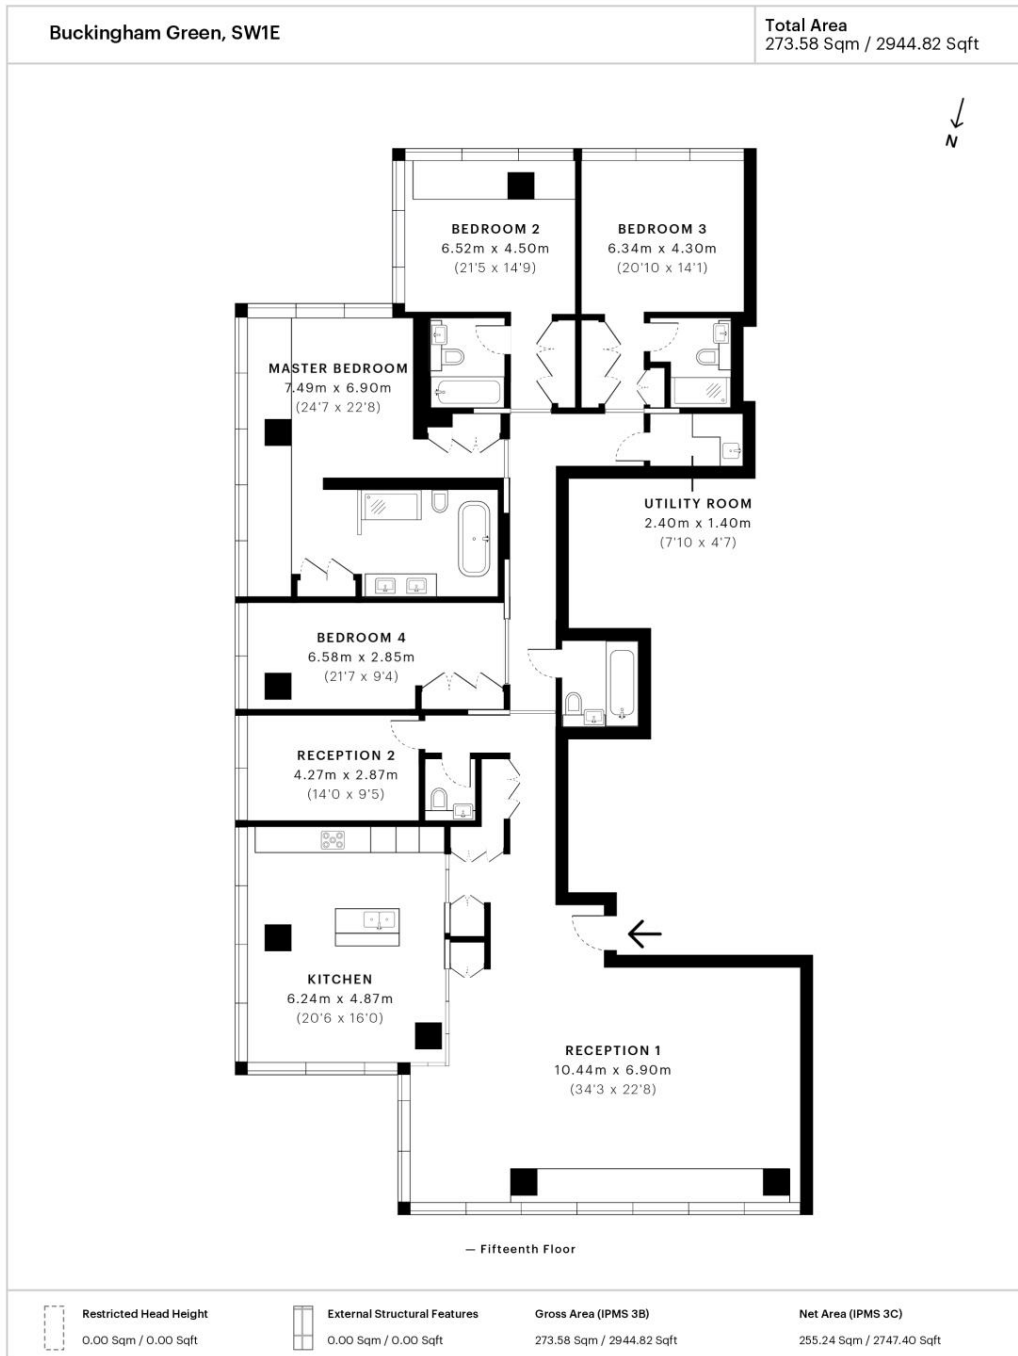 Buckingham Green, SW1E
Total Area
273.58 Sqm / 2944.82 Sqft
N
BEDROOM 2
6.52m x 4.50m
(21'5 x 14'9)
BEDROOM 3
6.34m x 4.30m
(20'10 x 14'1)
MASTER BEDROOM
7.49m x 6.90m
(24'7 x 22'8)
UTILITY ROOM
2.40m x 1.40m
(7'10 x 4'7)
BEDROOM 4
6.58m x 2.85m
(21'7 x 9'4)
RECEPTION 2
4.27m x 2.87m
(14'0 x 9'5)
KITCHEN
6.24m x 4.87m
(20'6 x 16'0)
RECEPTION 1
10.44m x 6.90m
(34'3 x 22'8)
— Fifteenth Floor
Restricted Head Height
0.00 Sqm / 0.00 Sqft
External Structural Features
0.00 Sqm / 0.00 Sqft
Gross Area (IPMS 3B)
273.58 Sqm / 2944.82 Sqft
Net Area (IPMS 3C)
255.24 Sqm / 2747.40 Sqft